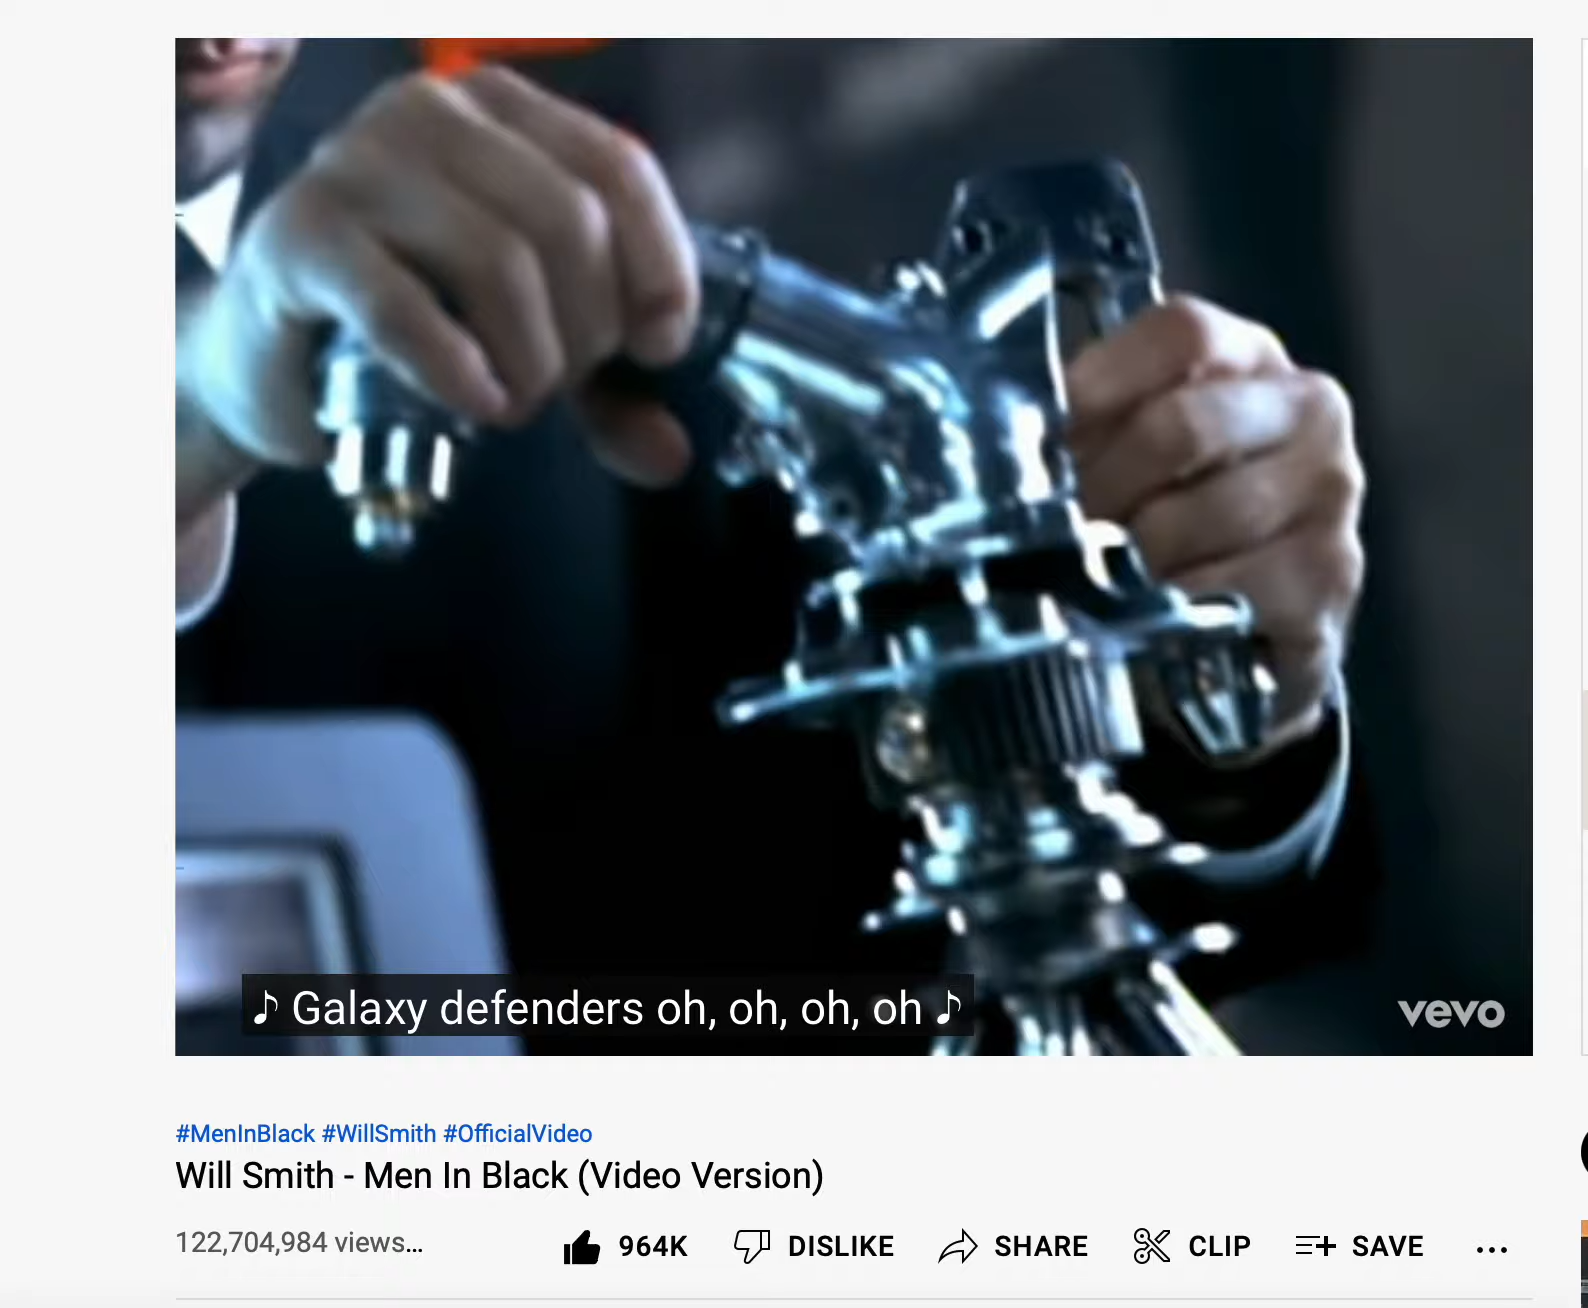 ♪ Galaxy defenders oh, oh, oh, oh ♪
vevo
#MenInBlack #WillSmith #OfficialVideo
Will Smith - Men In Black (Video Version)
122,704,984 views...
964K
DISLIKE
SHARE
CLIP
SAVE